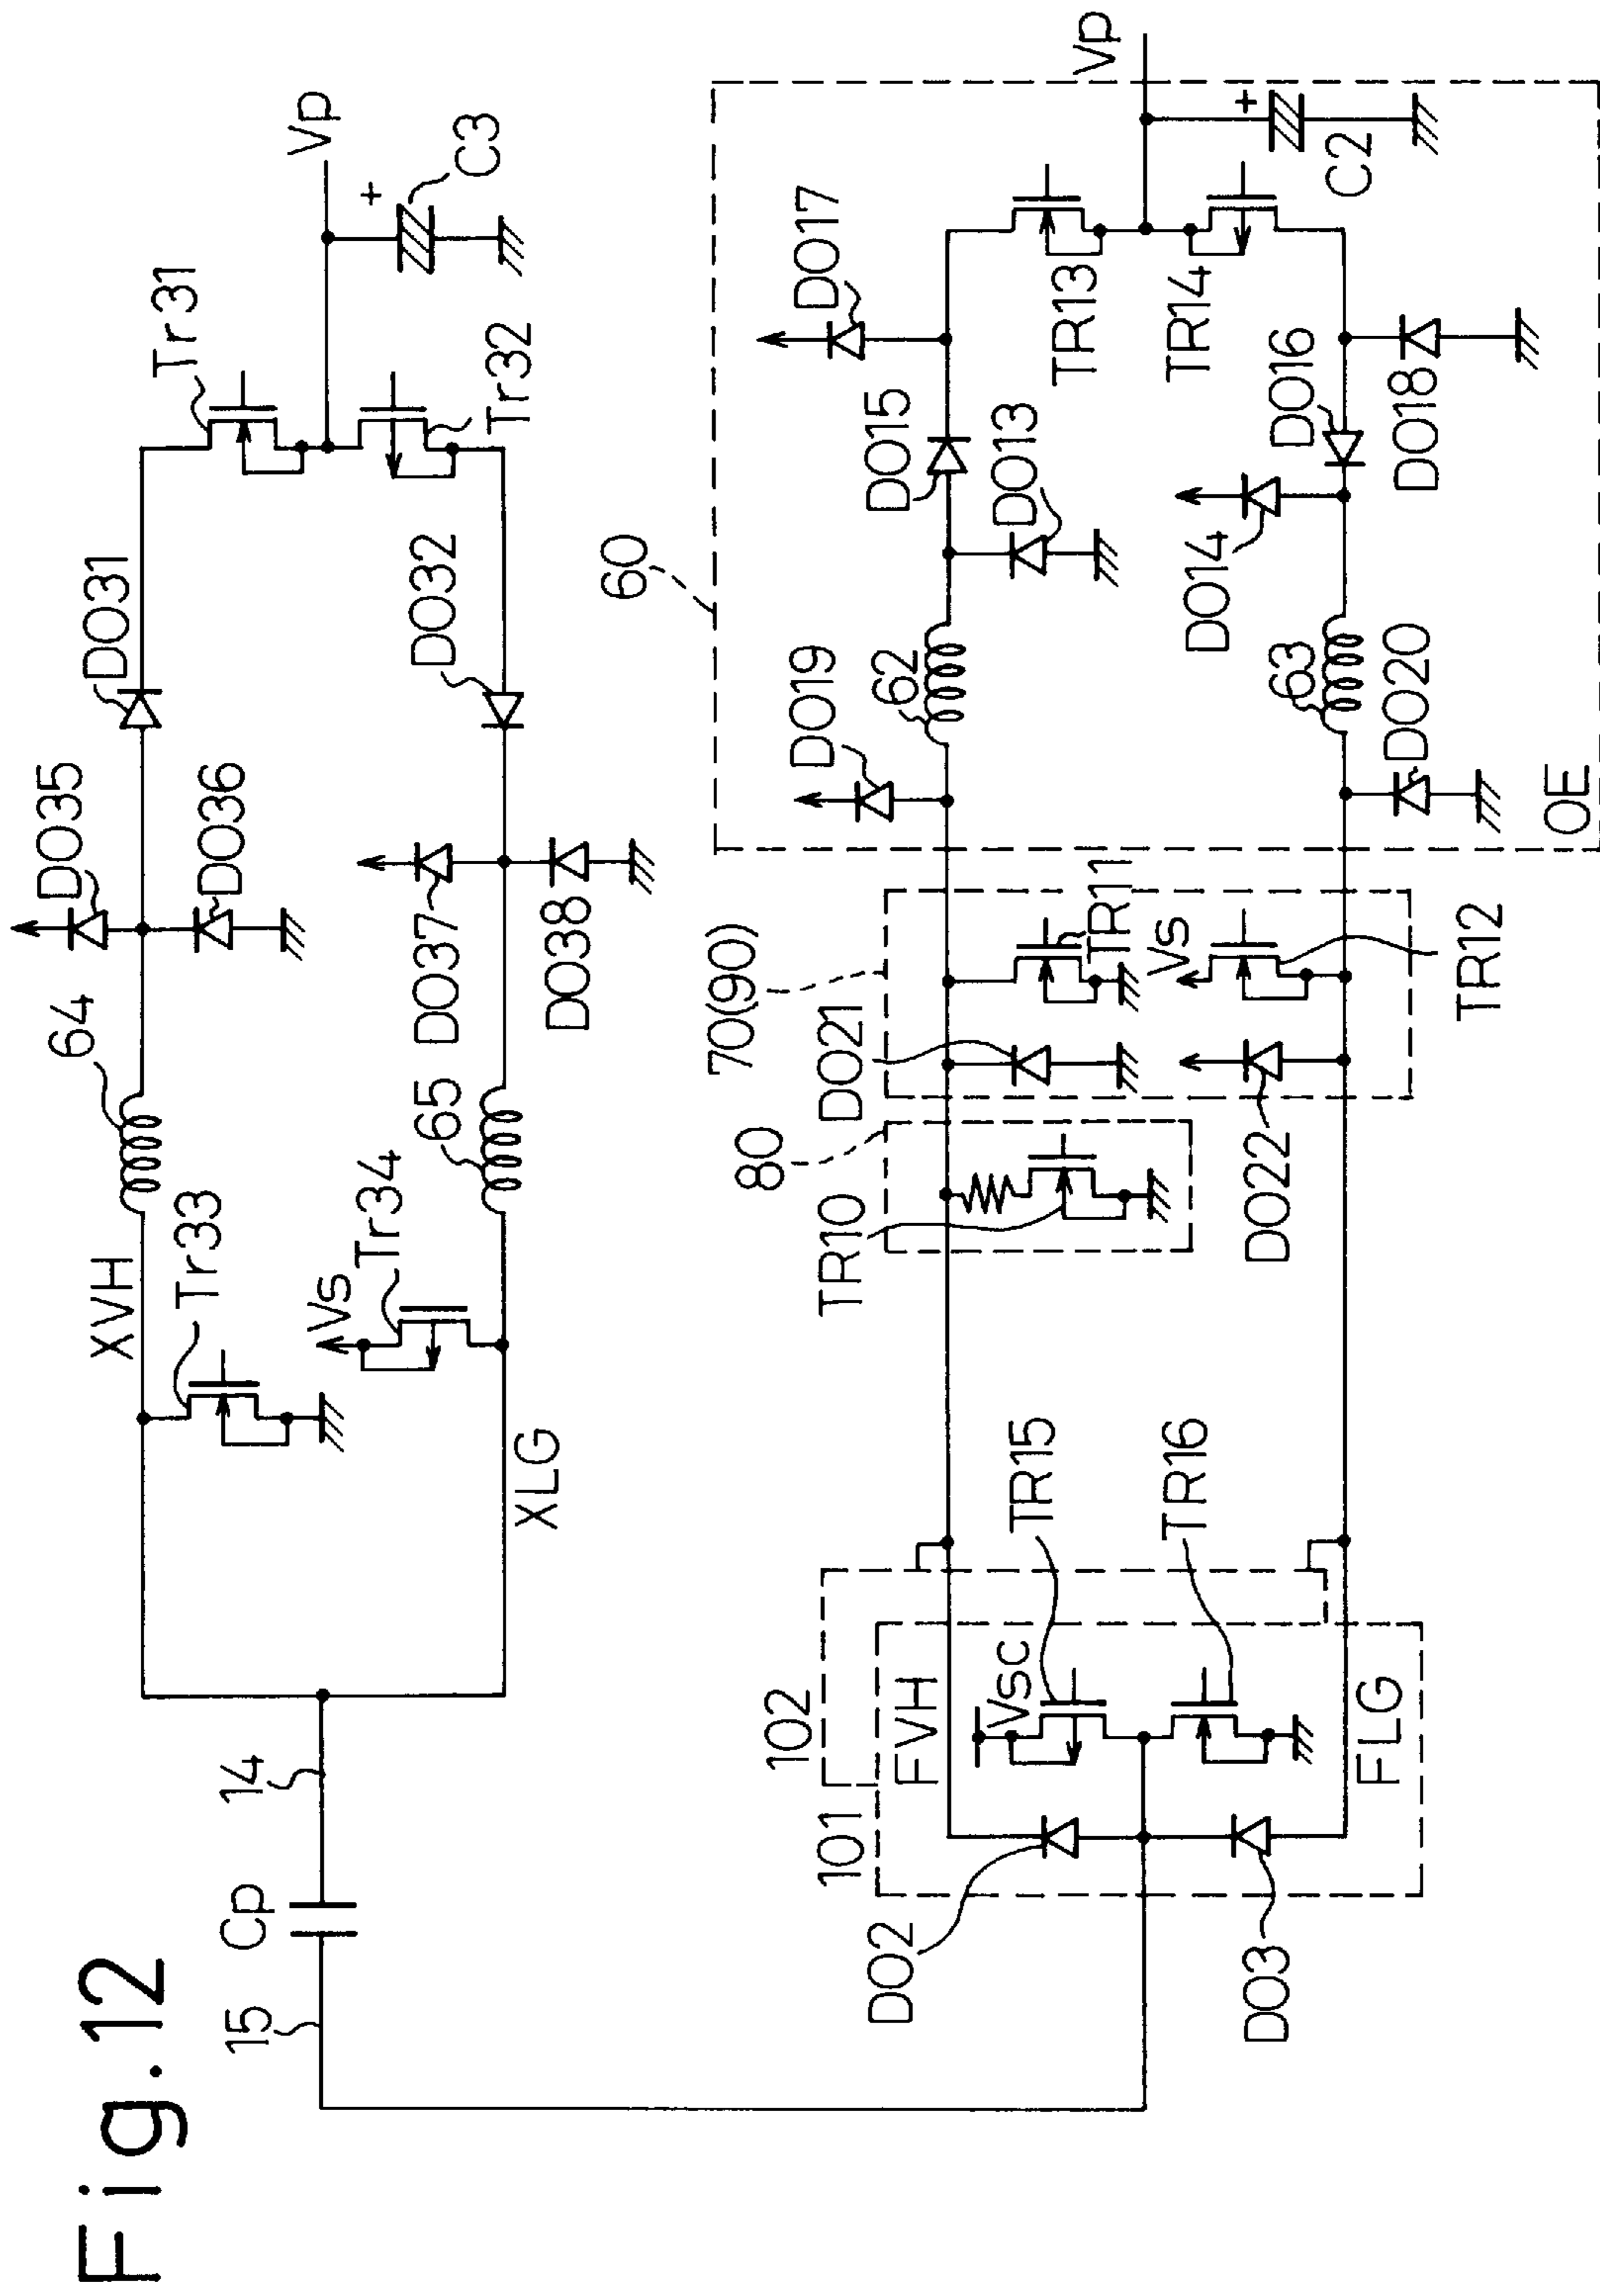 Fig.12
15
Cp
14
XVH
Tr33
Vs
Tr34
XLG
64
65
DO35
DO36
DO37
DO38
DO31
DO32
Tr31
Tr32
Vp
C3
+
DO2
DO3
101
102
FVH
FLG
Vsc
TR15
TR16
80
TR10
70(90)
DO21
DO22
TR11
Vs
TR12
60
DO19
62
63
DO20
OE
DO15
DO13
DO14
DO16
DO17
DO18
TR13
TR14
Vp
+
C2